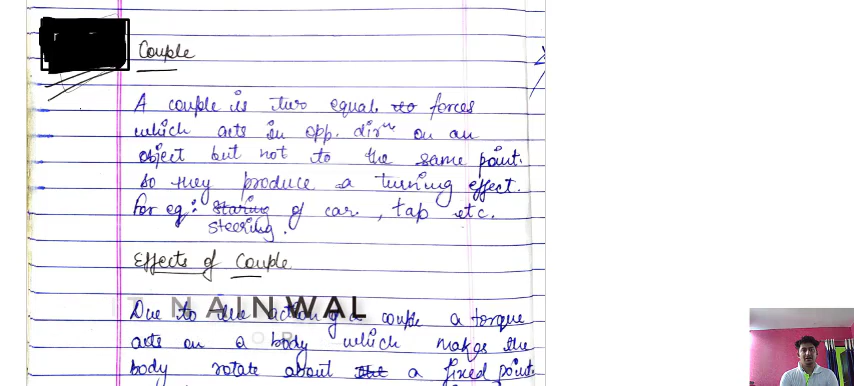 Couple
A couple is two equal forces
which acts in opp. dirⁿ on an
object but not to the same point.
so they produce a turning effect.
For eg: staring of car, tap etc.
steering.
Effects of Couple
MAINWAL
Due to the action of a couple a torque
acts on a body which makes the
body rotate about the a fixed point